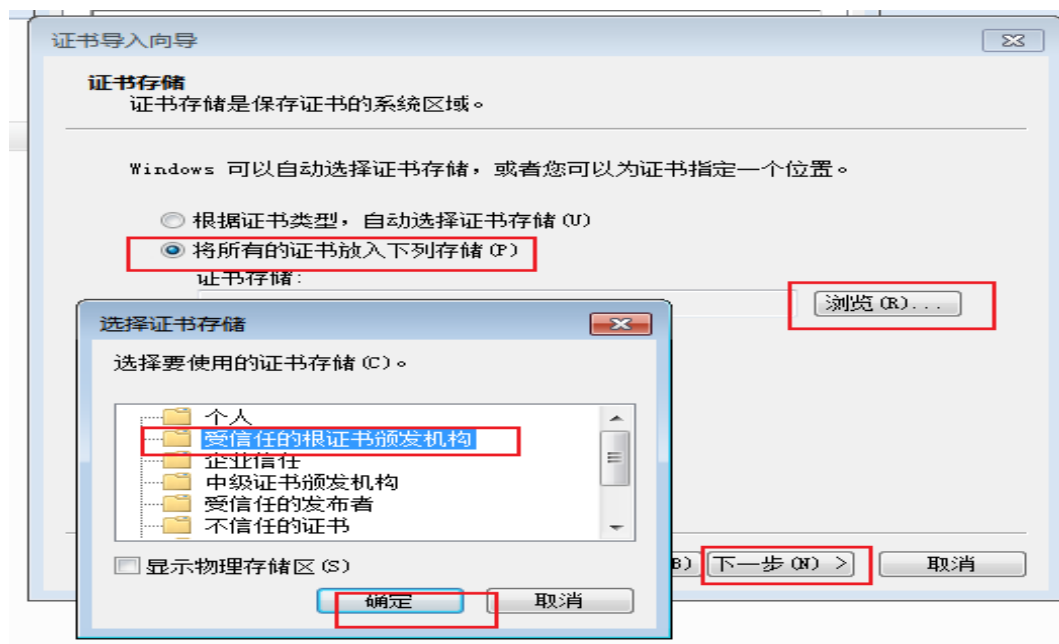 证书导入向导
证书存储
证书存储是保存证书的系统区域。
Windows 可以自动选择证书存储，或者您可以为证书指定一个位置。
根据证书类型，自动选择证书存储(U)
将所有的证书放入下列存储(P)
证书存储:
浏览(R)...
选择证书存储
选择要使用的证书存储(C)。
个人
受信任的根证书颁发机构
企业信任
中级证书颁发机构
受信任的发布者
不信任的证书
显示物理存储区(S)
确定
取消
B)
下一步(N) >
取消